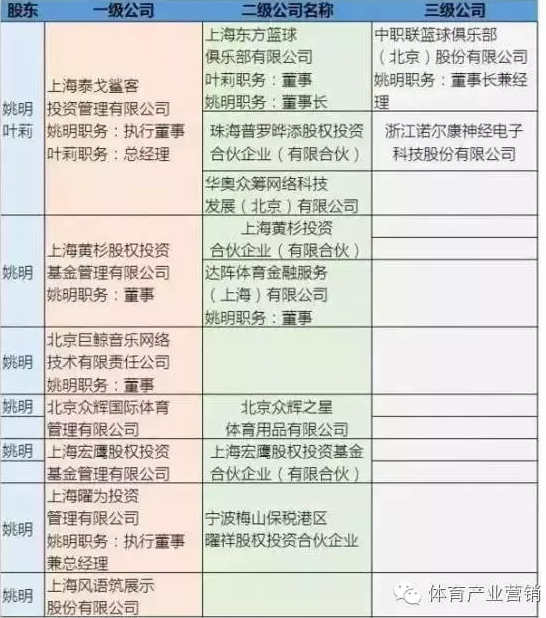 股东
一级公司
二级公司名称
三级公司
姚明
叶莉
上海泰戈鲨客
投资管理有限公司
姚明职务：执行董事
叶莉职务：总经理
上海东方篮球
俱乐部有限公司
叶莉职务：董事
姚明职务：董事长
中职联篮球俱乐部
（北京）股份有限公司
姚明职务：董事长兼经
理
珠海普罗晔添股权投资
合伙企业（有限合伙）
浙江诺尔康神经电子
科技股份有限公司
华奥众筹网络科技
发展（北京）有限公司
姚明
上海黄杉股权投资
基金管理有限公司
姚明职务：董事
上海黄杉投资
合伙企业（有限合伙）
达阵体育金融服务
（上海）有限公司
姚明职务：董事
姚明
北京巨鲸音乐网络
技术有限责任公司
姚明职务：董事
姚明
北京众辉国际体育
管理有限公司
北京众辉之星
体育用品有限公司
姚明
上海宏鹰股权投资
基金管理有限公司
上海宏鹰股权投资基金
合伙企业（有限合伙）
姚明
上海曜为投资
管理有限公司
姚明职务：执行董事
兼总经理
宁波梅山保税港区
曜祥股权投资合伙企业
姚明
上海风语筑展示
股份有限公司
体育产业营销